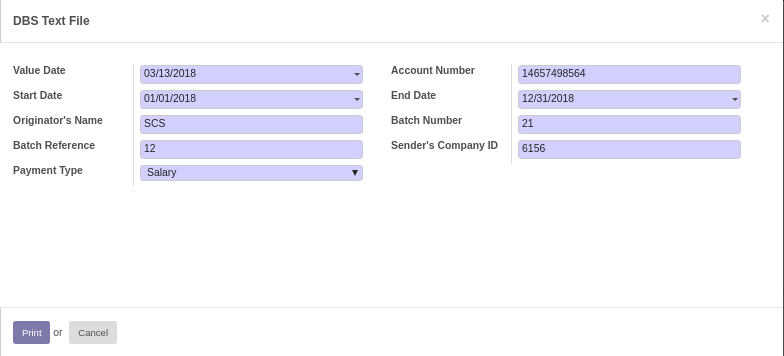 DBS Text File ×
Value Date 03/13/2018 Account Number 14657498564
Start Date 01/01/2018 End Date 12/31/2018
Originator's Name SCS Batch Number 21
Batch Reference 12 Sender's Company ID 6156
Payment Type Salary
Print or Cancel